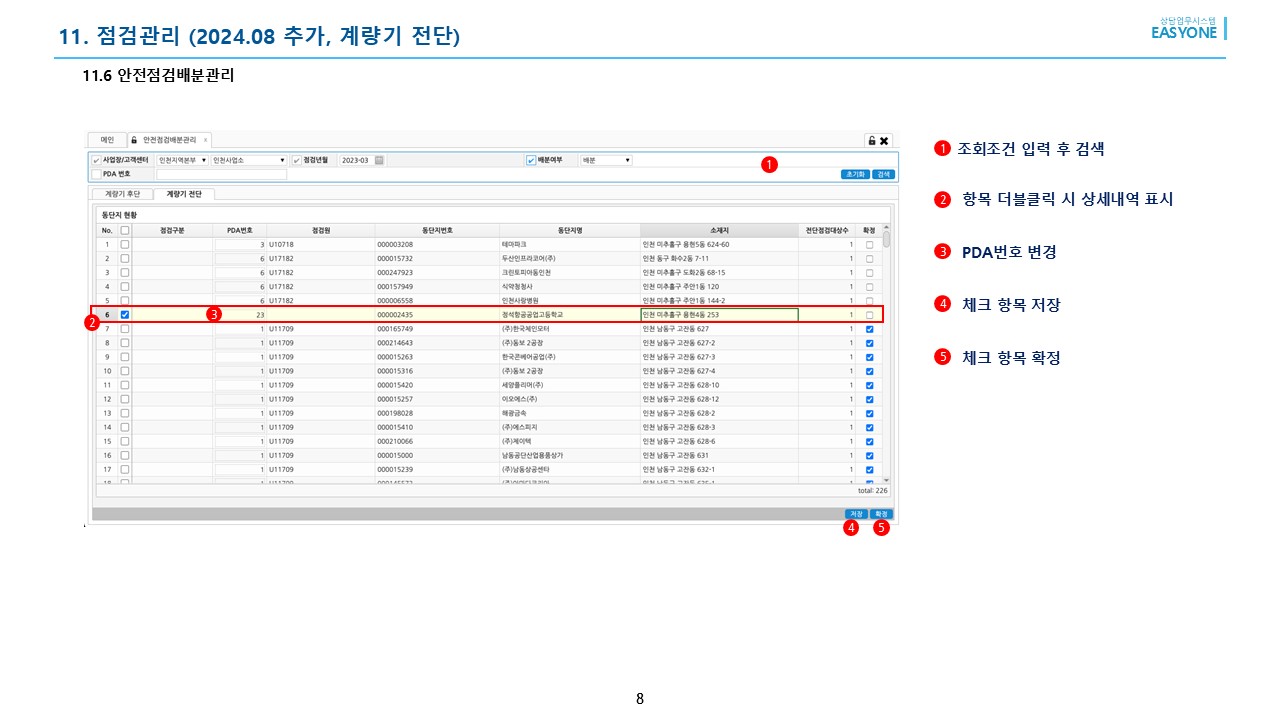 11. 점검관리 (2024.08 추가, 계량기 전단)
상담업무시스템
EASYONE
11.6 안전점검배분관리
메인 안전점검배분관리 x
사업장/고객센터 인천지역본부 인천사업소 점검년월 2023-03 배분여부 배분
1
PDA 번호 초기화 검색
계량기 후단 계량기 전단
동단지 현황
No. 점검구분 PDA번호 점검원 동단지번호 동단지명 소재지 전단점검대상수 확정
1 3 U10718 000003208 테마파크 인천 미추홀구 용현5동 624-60 1
2 6 U17182 000015732 두산인프라코어(주) 인천 동구 화수2동 7-11 1
3 6 U17182 000247923 크린토피아동인천 인천 미추홀구 도화2동 68-15 1
4 6 U17182 000157949 식약청청사 인천 미추홀구 주안1동 120 1
5 6 U17182 000006558 인천사랑병원 인천 미추홀구 주안1동 144-2 1
6 3 23 000002435 정석항공공업고등학교 인천 미추홀구 용현4동 253 1
2
7 1 U11709 000165749 (주)한국체인모터 인천 남동구 고잔동 627 1
8 1 U11709 000214643 (주)동보 2공장 인천 남동구 고잔동 627-2 1
9 1 U11709 000015263 한국콘베어공업(주) 인천 남동구 고잔동 627-3 1
10 1 U11709 000015316 (주)동보 2공장 인천 남동구 고잔동 627-4 1
11 1 U11709 000015420 세양폴리머(주) 인천 남동구 고잔동 628-10 1
12 1 U11709 000015257 이오에스(주) 인천 남동구 고잔동 628-12 1
13 1 U11709 000198028 해광금속 인천 남동구 고잔동 628-2 1
14 1 U11709 000015410 (주)에스피지 인천 남동구 고잔동 628-3 1
15 1 U11709 000210066 (주)제이텍 인천 남동구 고잔동 628-6 1
16 1 U11709 000015000 남동공단산업용품상가 인천 남동구 고잔동 631 1
17 1 U11709 000015239 (주)남동상공센타 인천 남동구 고잔동 632-1 1
total: 226
저장 확정
4 5
1 조회조건 입력 후 검색
2 항목 더블클릭 시 상세내역 표시
3 PDA번호 변경
4 체크 항목 저장
5 체크 항목 확정
8